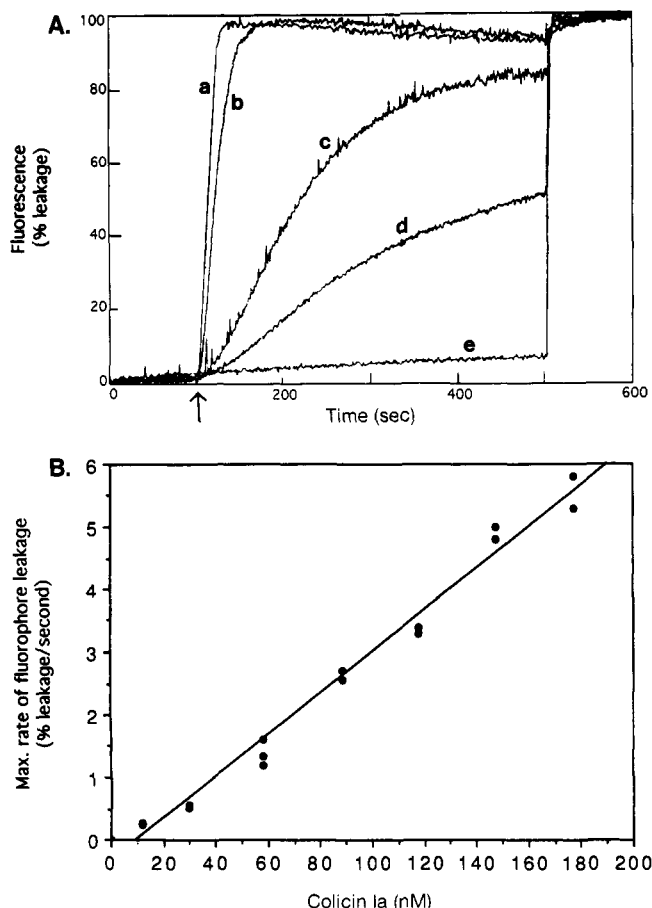 A.
100
80
60
40
20
0
Fluorescence
(% leakage)
a
b
c
d
e
0 200 400 600
Time (sec)
B.
6
5
4
3
2
1
0
Max. rate of fluorophore leakage
(% leakage/second)
0 20 40 60 80 100 120 140 160 180 200
Colicin Ia (nM)